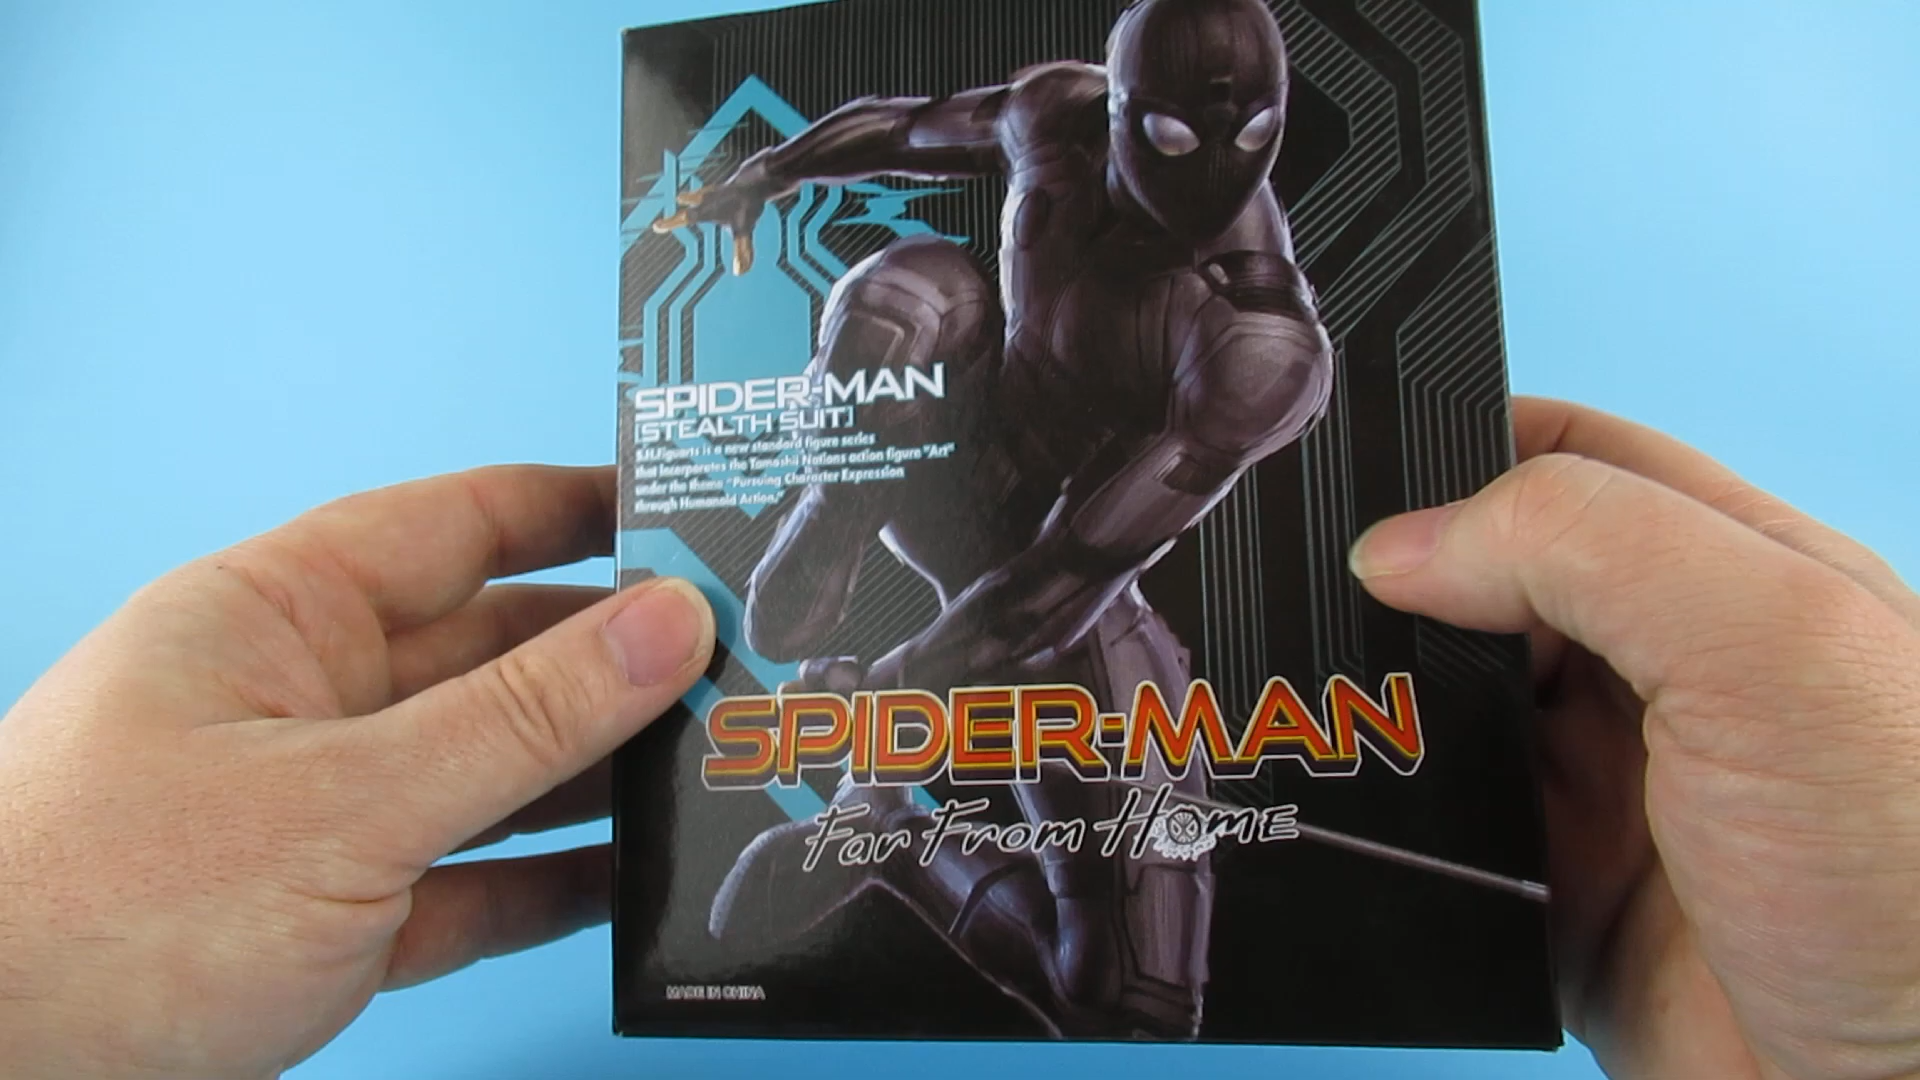 SPIDER-MAN
[STEALTH SUIT]
S.H.Figuarts is a new standard figure series
that incorporates the Tamashii Nations action figure "Art"
under the theme "Pursuing Character Expression
through Humanoid Action."
SPIDER-MAN
Far From HOME
MADE IN CHINA